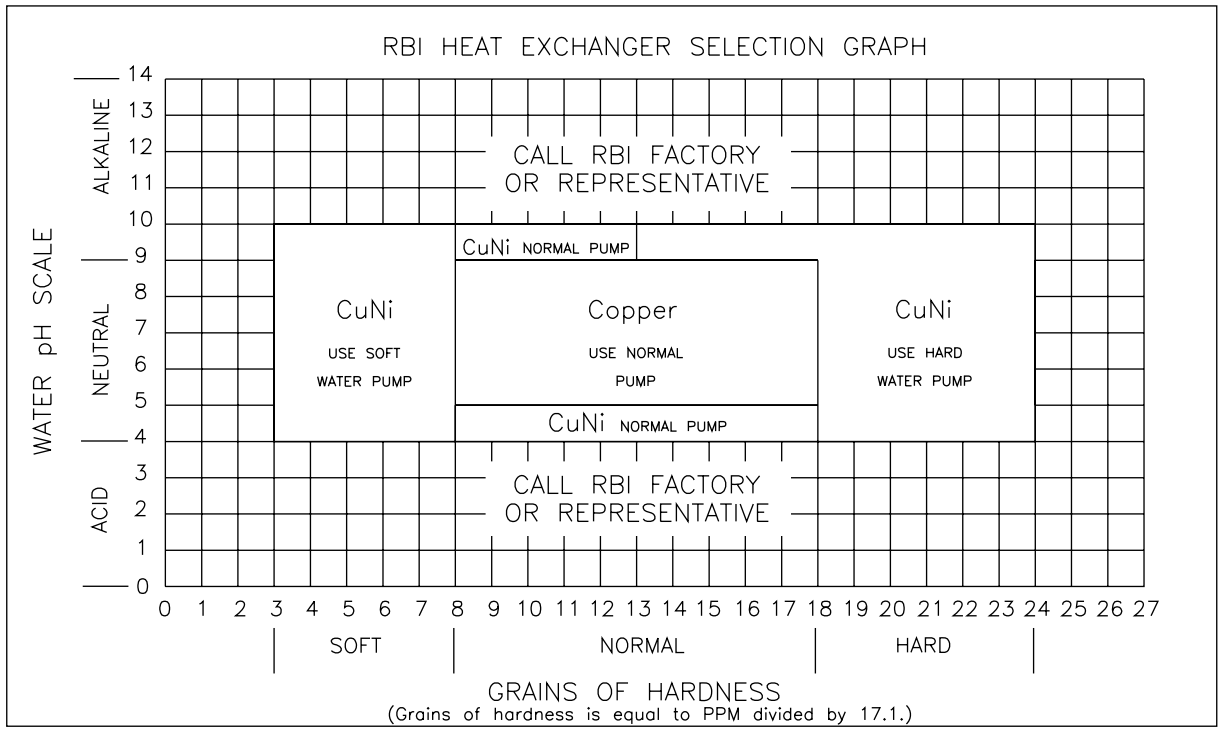 RBI HEAT EXCHANGER SELECTION GRAPH
WATER pH SCALE
ALKALINE
NEUTRAL
ACID
14
13
12
11
10
9
8
7
6
5
4
3
2
1
0
CALL RBI FACTORY
OR REPRESENTATIVE
CuNi NORMAL PUMP
CuNi
USE SOFT
WATER PUMP
Copper
USE NORMAL
PUMP
CuNi
USE HARD
WATER PUMP
CuNi NORMAL PUMP
CALL RBI FACTORY
OR REPRESENTATIVE
0 1 2 3 4 5 6 7 8 9 10 11 12 13 14 15 16 17 18 19 20 21 22 23 24 25 26 27
SOFT NORMAL HARD
GRAINS OF HARDNESS
(Grains of hardness is equal to PPM divided by 17.1.)